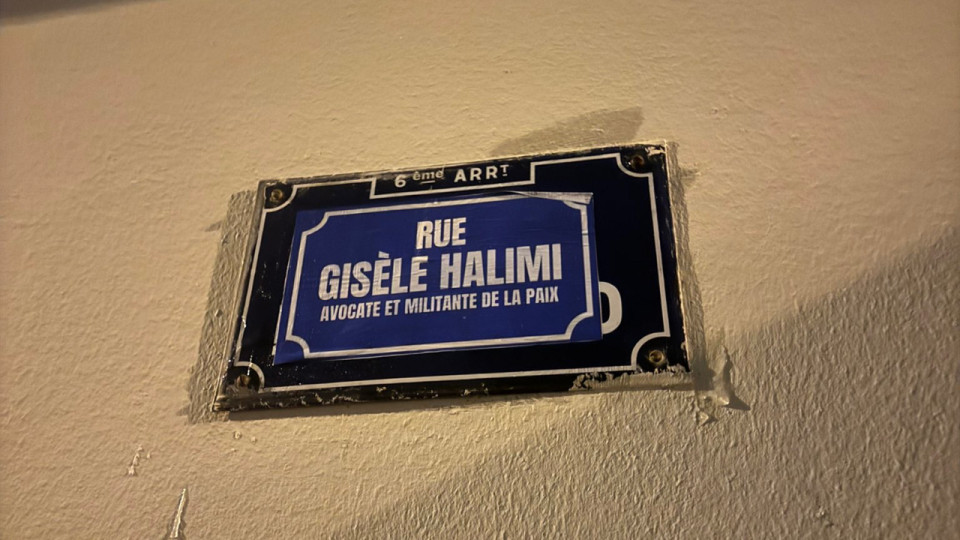 6ème ARRT
RUE
GISÈLE HALIMI
AVOCATE ET MILITANTE DE LA PAIX